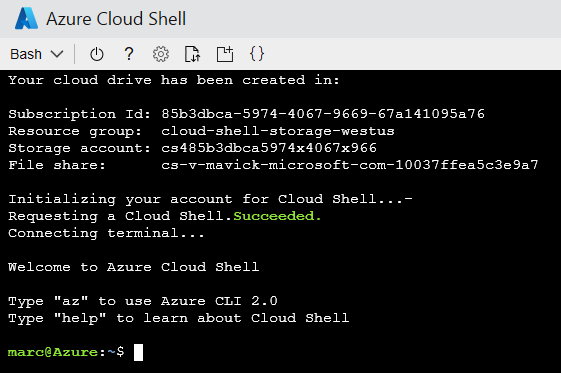 Azure Cloud Shell
Bash ? {}
Your cloud drive has been created in:
Subscription Id: 85b3dbca-5974-4067-9669-67a141095a76
Resource group: cloud-shell-storage-westus
Storage account: cs485b3dbca5974x4067x966
File share: cs-v-mavick-microsoft-com-10037ffea5c3e9a7
Initializing your account for Cloud Shell...-
Requesting a Cloud Shell.Succeeded.
Connecting terminal...
Welcome to Azure Cloud Shell
Type "az" to use Azure CLI 2.0
Type "help" to learn about Cloud Shell
marc@Azure:~$